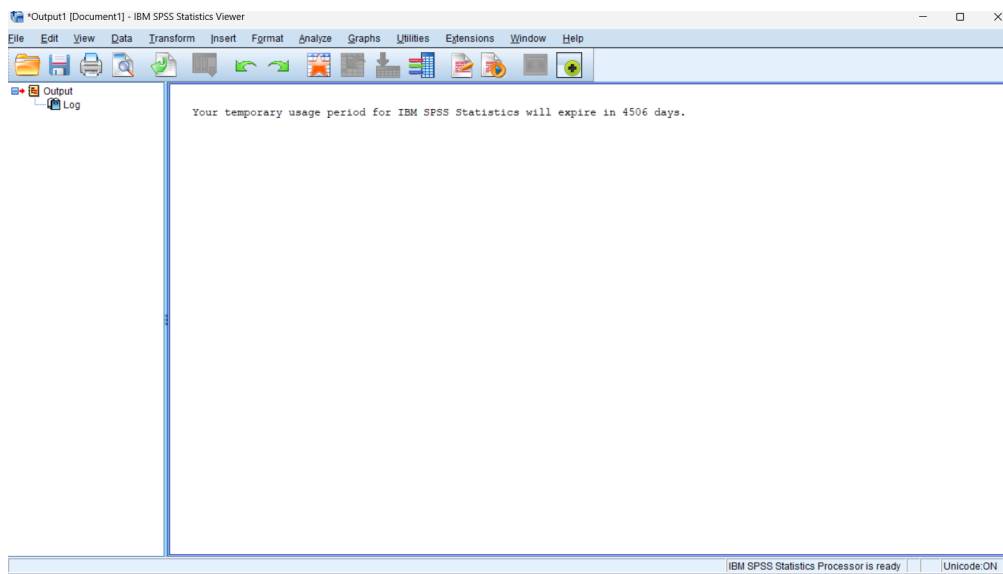 *Output1 [Document1] - IBM SPSS Statistics Viewer
File Edit View Data Transform Insert Format Analyze Graphs Utilities Extensions Window Help
Output
Log
Your temporary usage period for IBM SPSS Statistics will expire in 4506 days.
IBM SPSS Statistics Processor is ready Unicode:ON